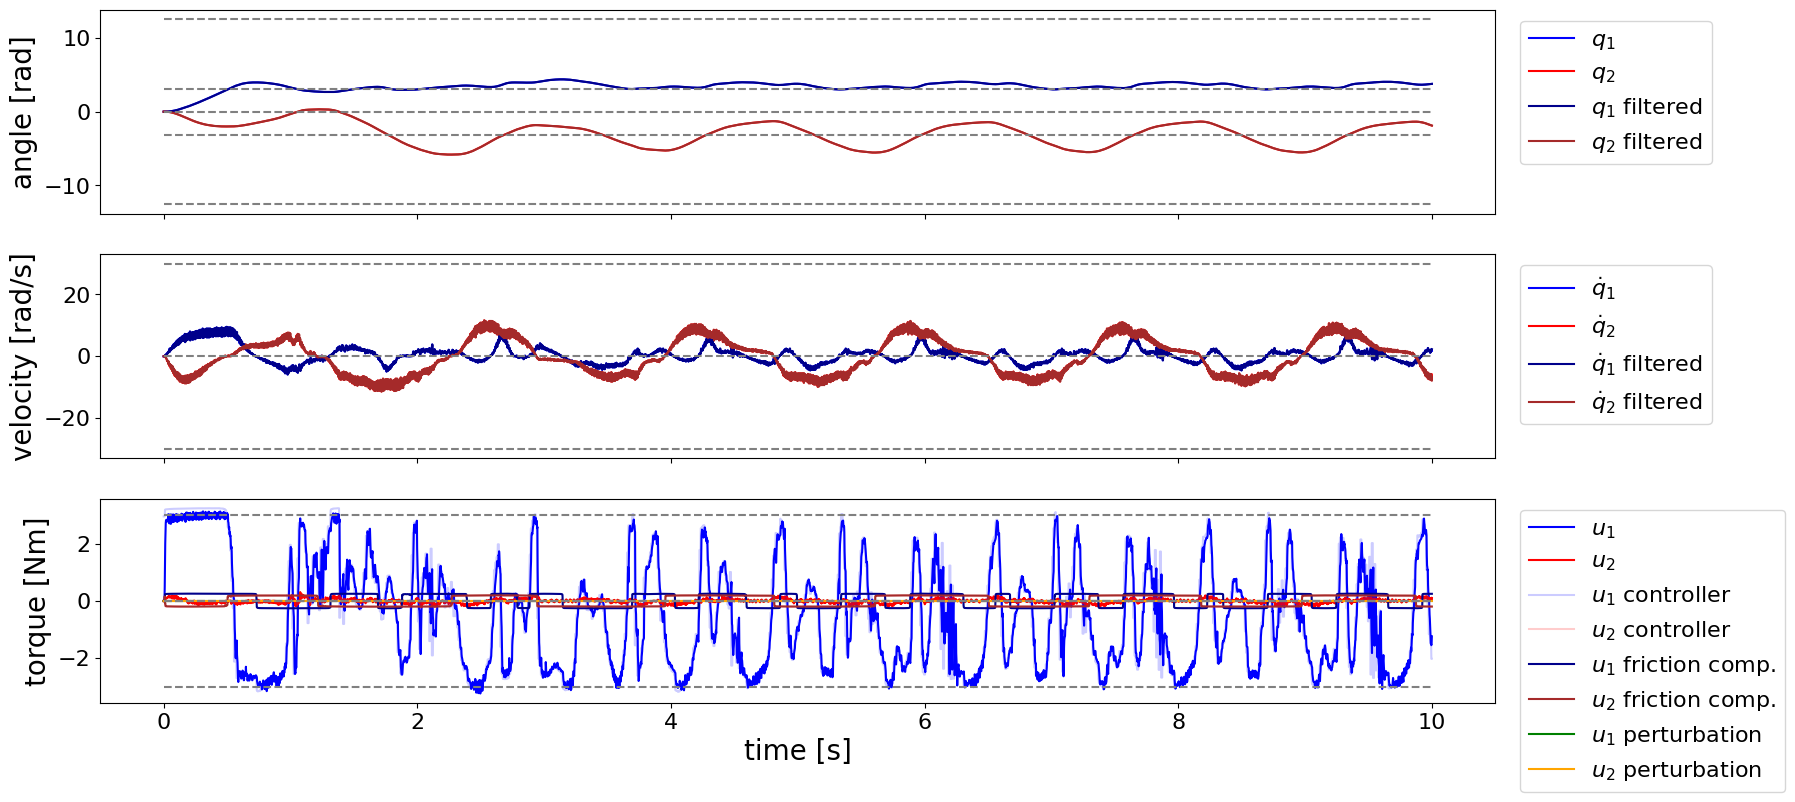 angle [rad]
10
0
−10
q₁
q₂
q₁ filtered
q₂ filtered
velocity [rad/s]
20
0
−20
q̇₁
q̇₂
q̇₁ filtered
q̇₂ filtered
torque [Nm]
2
0
−2
0 2 4 6 8 10
time [s]
u₁
u₂
u₁ controller
u₂ controller
u₁ friction comp.
u₂ friction comp.
u₁ perturbation
u₂ perturbation